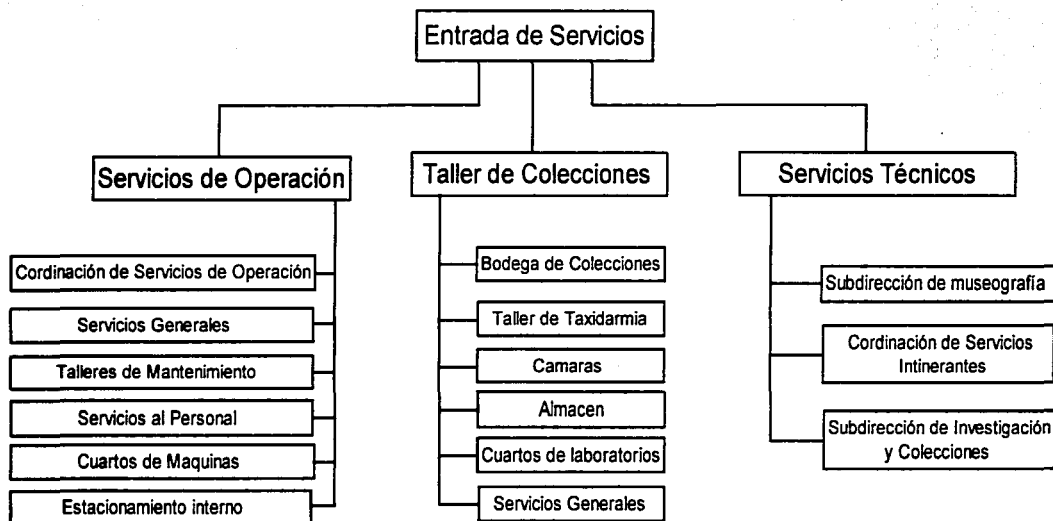 Entrada de Servicios
Servicios de Operación
Cordinación de Servicios de Operación
Servicios Generales
Talleres de Mantenimiento
Servicios al Personal
Cuartos de Maquinas
Estacionamiento interno
Taller de Colecciones
Bodega de Colecciones
Taller de Taxidarmia
Camaras
Almacen
Cuartos de laboratorios
Servicios Generales
Servicios Técnicos
Subdirección de museografía
Cordinación de Servicios
Intinerantes
Subdirección de Investigación
y Colecciones